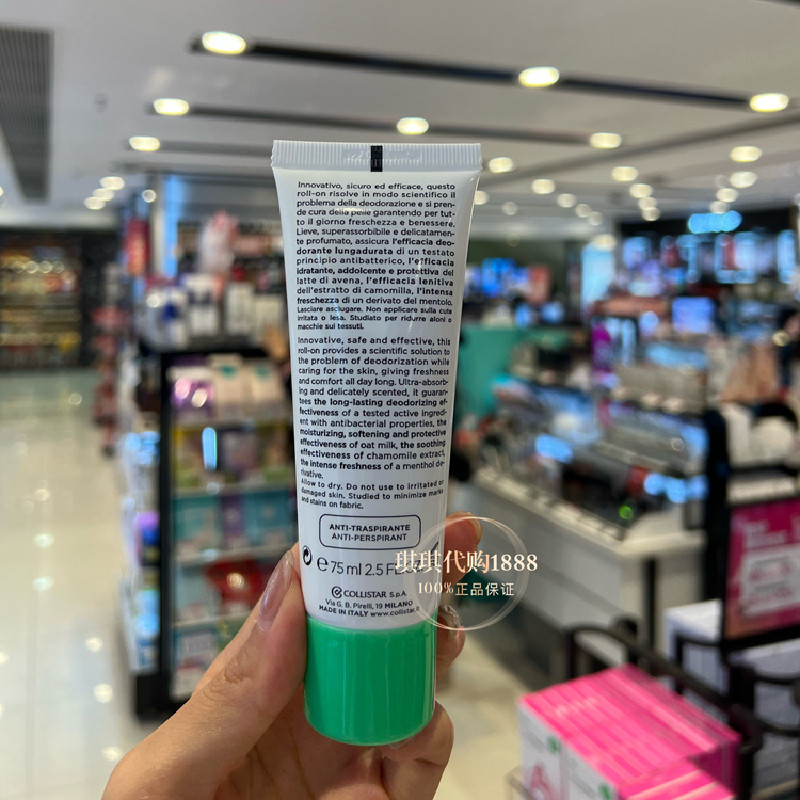 Innovativo, sicuro ed efficace, questo
roll-on risolve in modo scientifico il
problema della deodorazione e si pren-
de cura della pelle garantendo per tut-
to il giorno freschezza e benessere.
Lieve, superassorbibile e delicatamen-
te profumato, assicura l'efficacia deo-
dorante lungadurata di un testato
principio antibatterico, l'efficacia
idratante, addolcente e protettiva del
latte di avena, l'efficacia lenitiva
dell'estratto di camomilla, l'intensa
freschezza di un derivato del mentolo.
Lasciare asciugare. Non applicare sulla cute
irritata o lesa. Studiato per ridurre aloni e
macchie sui tessuti.
Innovative, safe and effective, this
roll-on provides a scientific solution to
the problem of deodorization while
caring for the skin, giving freshness
and comfort all day long. Ultra-absorb-
ing and delicately scented, it guaran-
tees the long-lasting deodorizing ef-
fectiveness of a tested active ingredi-
ent with antibacterial properties, the
moisturizing, softening and protective
effectiveness of oat milk, the soothing
effectiveness of chamomile extract,
the intense freshness of a menthol de-
rivative.
Allow to dry. Do not use to irritated or
damaged skin. Studied to minimize marks
and stains on fabric.
ANTI-TRASPIRANTE
ANTI-PERSPIRANT
℮ 75 ml 2.5 FL.
COLLISTAR S.p.A.
Via G. B. Pirelli, 19 MILANO
MADE IN ITALY www.collistar.
琪琪代购1888
100%正品保证